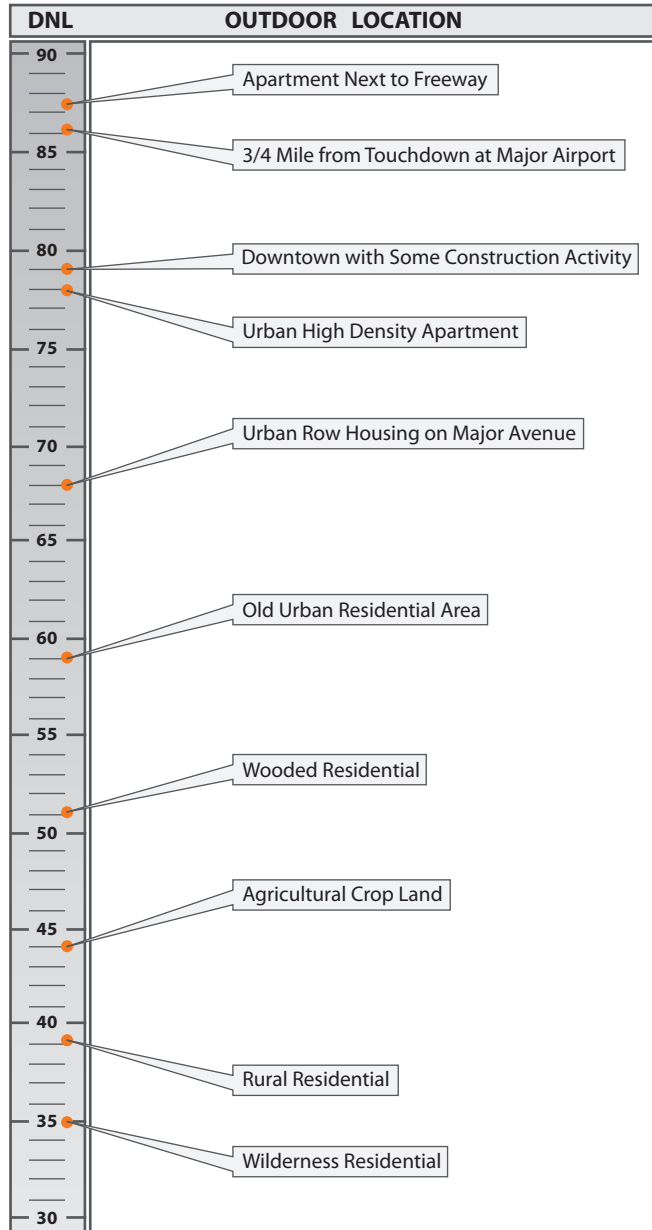 DNL OUTDOOR LOCATION
90
Apartment Next to Freeway
3/4 Mile from Touchdown at Major Airport
85
80
Downtown with Some Construction Activity
Urban High Density Apartment
75
Urban Row Housing on Major Avenue
70
65
Old Urban Residential Area
60
55
Wooded Residential
50
Agricultural Crop Land
45
40
Rural Residential
35
Wilderness Residential
30